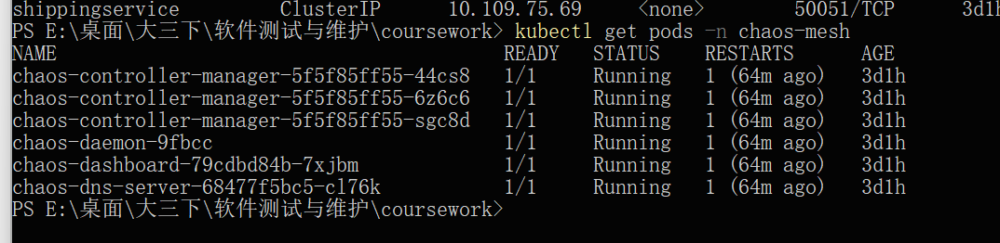 shippingservice ClusterIP 10.109.75.69 <none> 50051/TCP 3d1h
PS E:\桌面\大三下\软件测试与维护\coursework> kubectl get pods -n chaos-mesh
NAME READY STATUS RESTARTS AGE
chaos-controller-manager-5f5f85ff55-44cs8 1/1 Running 1 (64m ago) 3d1h
chaos-controller-manager-5f5f85ff55-6z6c6 1/1 Running 1 (64m ago) 3d1h
chaos-controller-manager-5f5f85ff55-sgc8d 1/1 Running 1 (64m ago) 3d1h
chaos-daemon-9fbcc 1/1 Running 1 (64m ago) 3d1h
chaos-dashboard-79cdbd84b-7xjbm 1/1 Running 1 (64m ago) 3d1h
chaos-dns-server-68477f5bc5-cl76k 1/1 Running 1 (64m ago) 3d1h
PS E:\桌面\大三下\软件测试与维护\coursework>